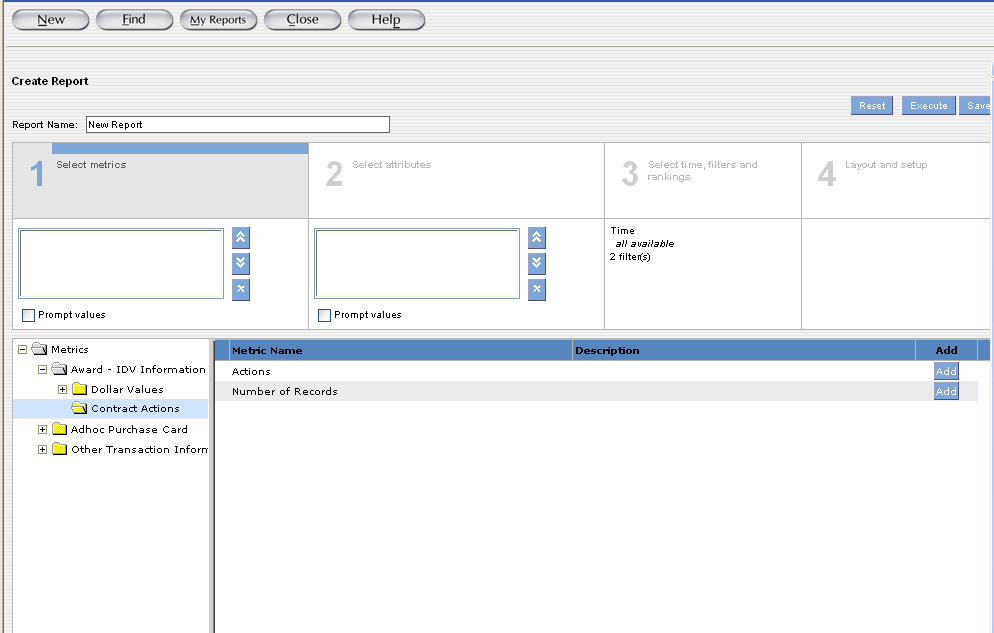 New Find My Reports Close Help
Create Report
Reset Execute Save
Report Name: New Report
1 Select metrics
2 Select attributes
3 Select time, filters and
rankings
4 Layout and setup
Time
all available
2 filter(s)
Prompt values
Prompt values
Metrics
Award - IDV Information
Dollar Values
Contract Actions
Adhoc Purchase Card
Other Transaction Inform
Metric Name Description Add
Actions Add
Number of Records Add